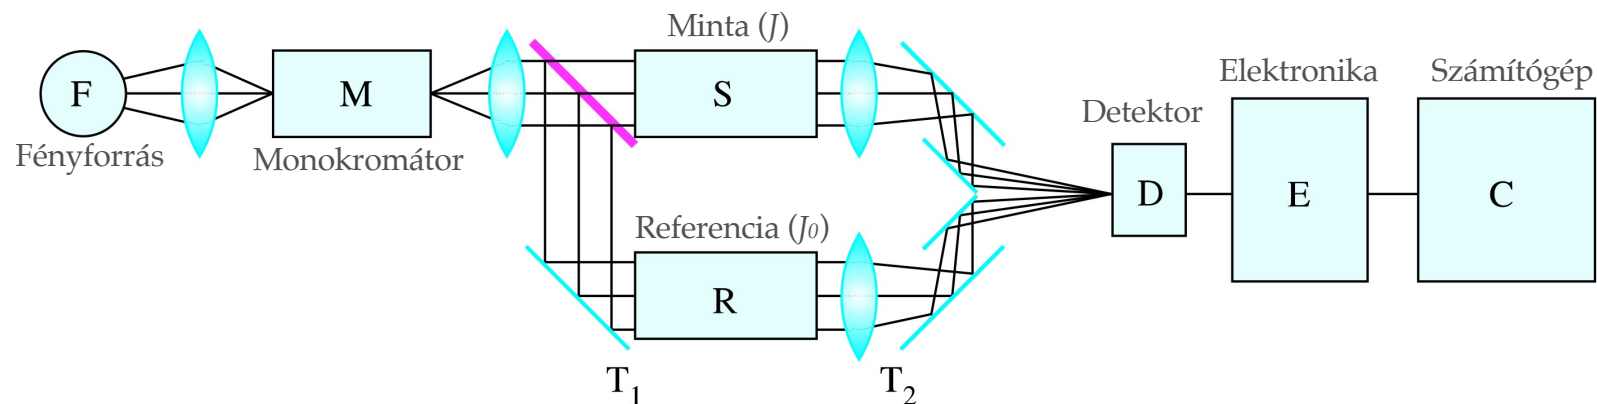 Minta (J)
Elektronika
Számítógép
Detektor
F
M
S
Fényforrás
Monokromátor
D
E
C
Referencia (J₀)
R
T₁
T₂